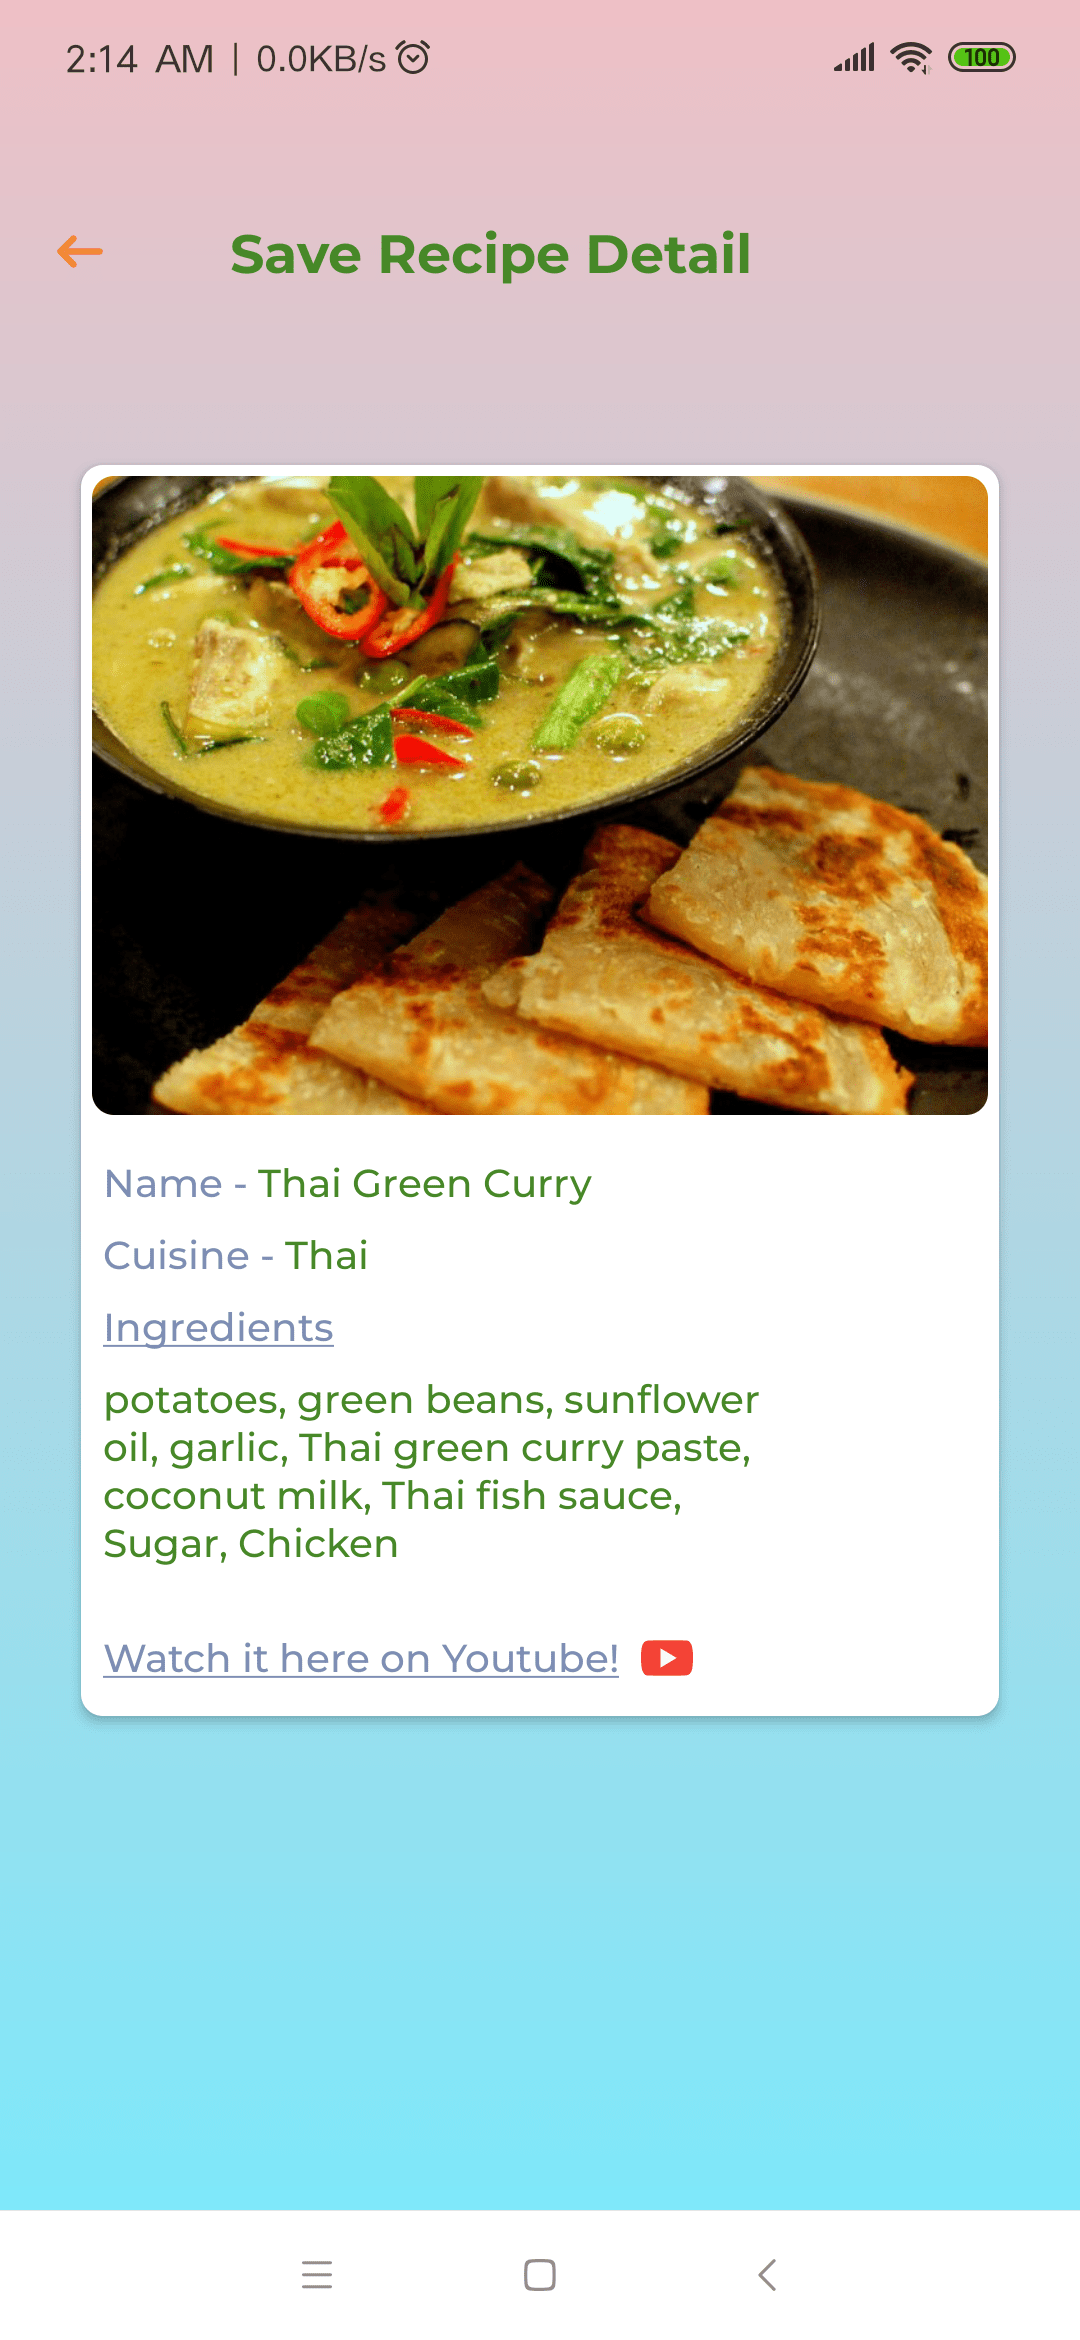 2:14 AM | 0.0KB/s
100
Save Recipe Detail
Name - Thai Green Curry
Cuisine - Thai
Ingredients
potatoes, green beans, sunflower
oil, garlic, Thai green curry paste,
coconut milk, Thai fish sauce,
Sugar, Chicken
Watch it here on Youtube!